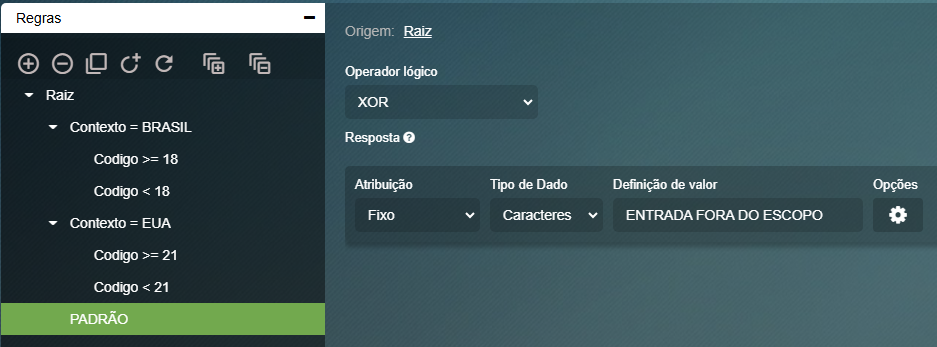 Regras
Raiz
Contexto = BRASIL
Codigo >= 18
Codigo < 18
Contexto = EUA
Codigo >= 21
Codigo < 21
PADRÃO
Origem: Raiz
Operador lógico
XOR
Resposta ?
Atribuição Tipo de Dado Definição de valor Opções
Fixo Caracteres ENTRADA FORA DO ESCOPO